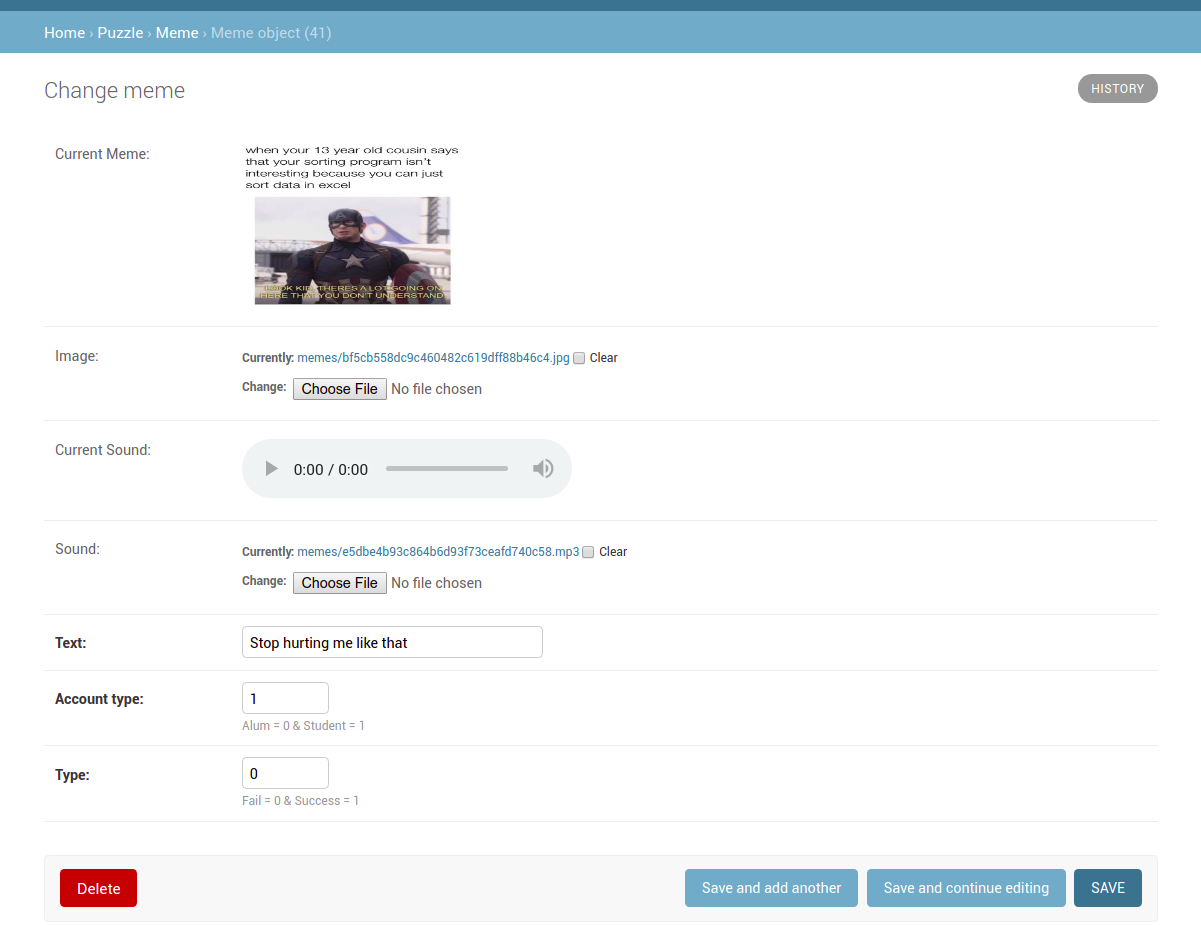 Home › Puzzle › Meme › Meme object (41)
Change meme
HISTORY
Current Meme:
when your 13 year old cousin says
that your sorting program isn't
interesting because you can just
sort data in excel
LOOK KID, THERES A LOT GOING ON
HERE THAT YOU DON'T UNDERSTAND
Image:
Currently: memes/bf5cb558dc9c460482c619dff88b46c4.jpg Clear
Change: Choose File No file chosen
Current Sound:
0:00 / 0:00
Sound:
Currently: memes/e5dbe4b93c864b6d93f73ceafd740c58.mp3 Clear
Change: Choose File No file chosen
Text:
Stop hurting me like that
Account type:
1
Alum = 0 & Student = 1
Type:
0
Fail = 0 & Success = 1
Delete
Save and add another
Save and continue editing
SAVE